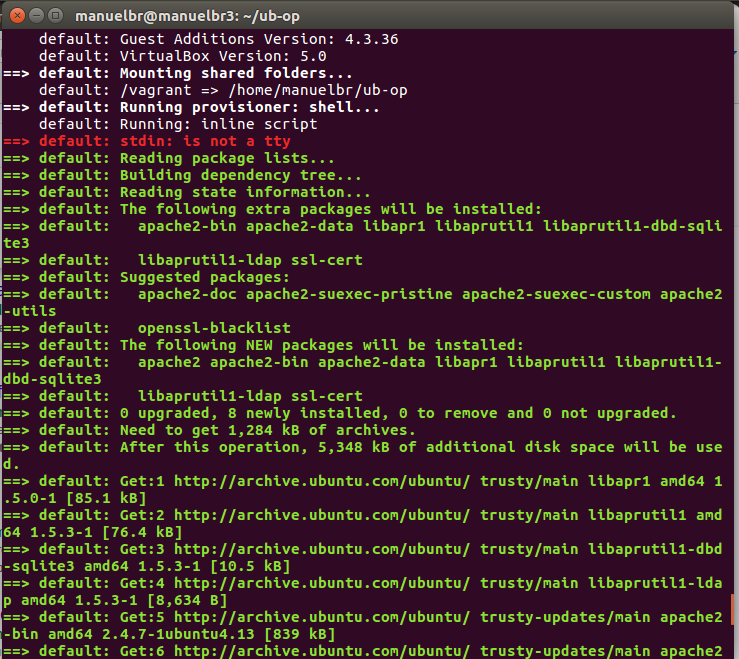 manuelbr@manuelbr3: ~/ub-op
    default: Guest Additions Version: 4.3.36
    default: VirtualBox Version: 5.0
==> default: Mounting shared folders...
    default: /vagrant => /home/manuelbr/ub-op
==> default: Running provisioner: shell...
    default: Running: inline script
==> default: stdin: is not a tty
==> default: Reading package lists...
==> default: Building dependency tree...
==> default: Reading state information...
==> default: The following extra packages will be installed:
==> default:   apache2-bin apache2-data libapr1 libaprutil1 libaprutil1-dbd-sqli
te3
==> default:   libaprutil1-ldap ssl-cert
==> default: Suggested packages:
==> default:   apache2-doc apache2-suexec-pristine apache2-suexec-custom apache2
-utils
==> default:   openssl-blacklist
==> default: The following NEW packages will be installed:
==> default:   apache2 apache2-bin apache2-data libapr1 libaprutil1 libaprutil1-
dbd-sqlite3
==> default:   libaprutil1-ldap ssl-cert
==> default: 0 upgraded, 8 newly installed, 0 to remove and 0 not upgraded.
==> default: Need to get 1,284 kB of archives.
==> default: After this operation, 5,348 kB of additional disk space will be use
d.
==> default: Get:1 http://archive.ubuntu.com/ubuntu/ trusty/main libapr1 amd64 1
.5.0-1 [85.1 kB]
==> default: Get:2 http://archive.ubuntu.com/ubuntu/ trusty/main libaprutil1 amd
64 1.5.3-1 [76.4 kB]
==> default: Get:3 http://archive.ubuntu.com/ubuntu/ trusty/main libaprutil1-dbd
-sqlite3 amd64 1.5.3-1 [10.5 kB]
==> default: Get:4 http://archive.ubuntu.com/ubuntu/ trusty/main libaprutil1-lda
p amd64 1.5.3-1 [8,634 B]
==> default: Get:5 http://archive.ubuntu.com/ubuntu/ trusty-updates/main apache2
-bin amd64 2.4.7-1ubuntu4.13 [839 kB]
==> default: Get:6 http://archive.ubuntu.com/ubuntu/ trusty-updates/main apache2